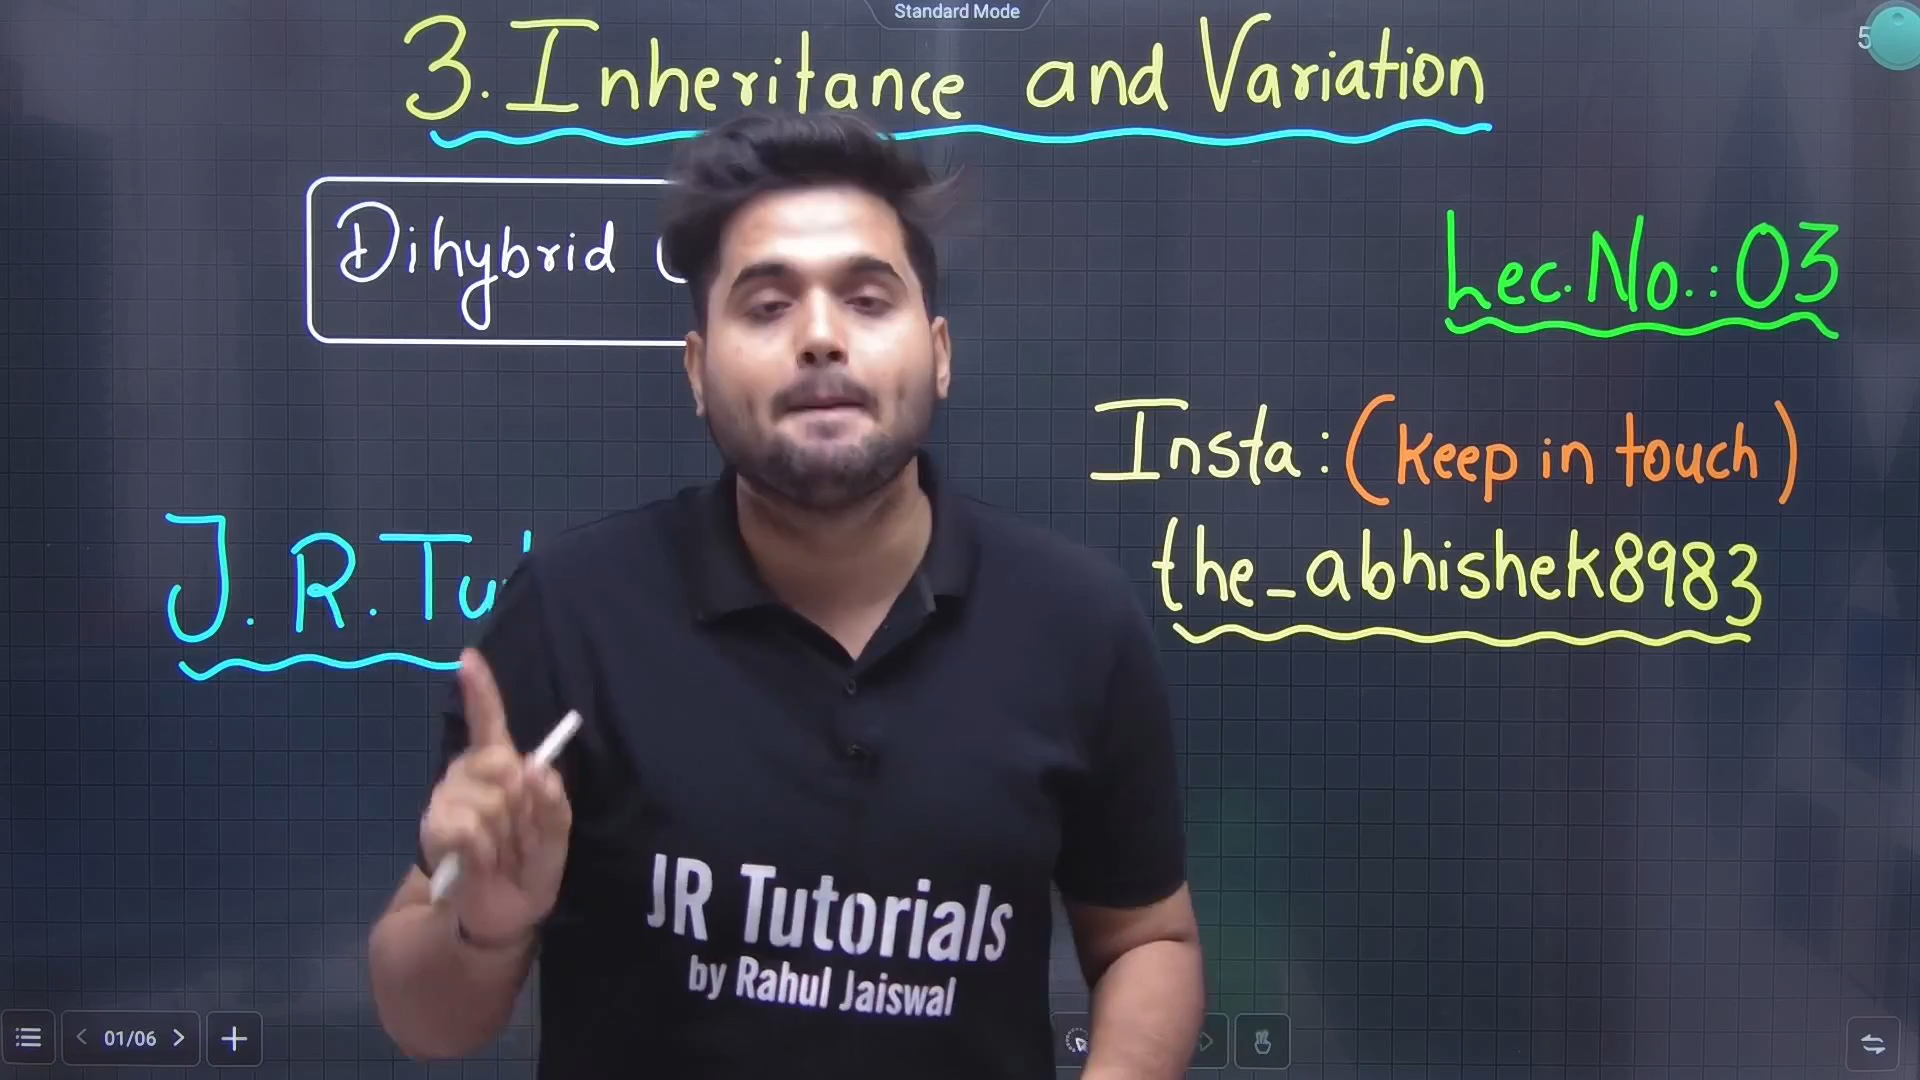 Standard Mode
5
3. Inheritance and Variation
Dihybrid
Lec. No.: 03
Insta: (keep in touch)
the_abhishek8983
J. R. Tu
JR Tutorials
by Rahul Jaiswal
01/06